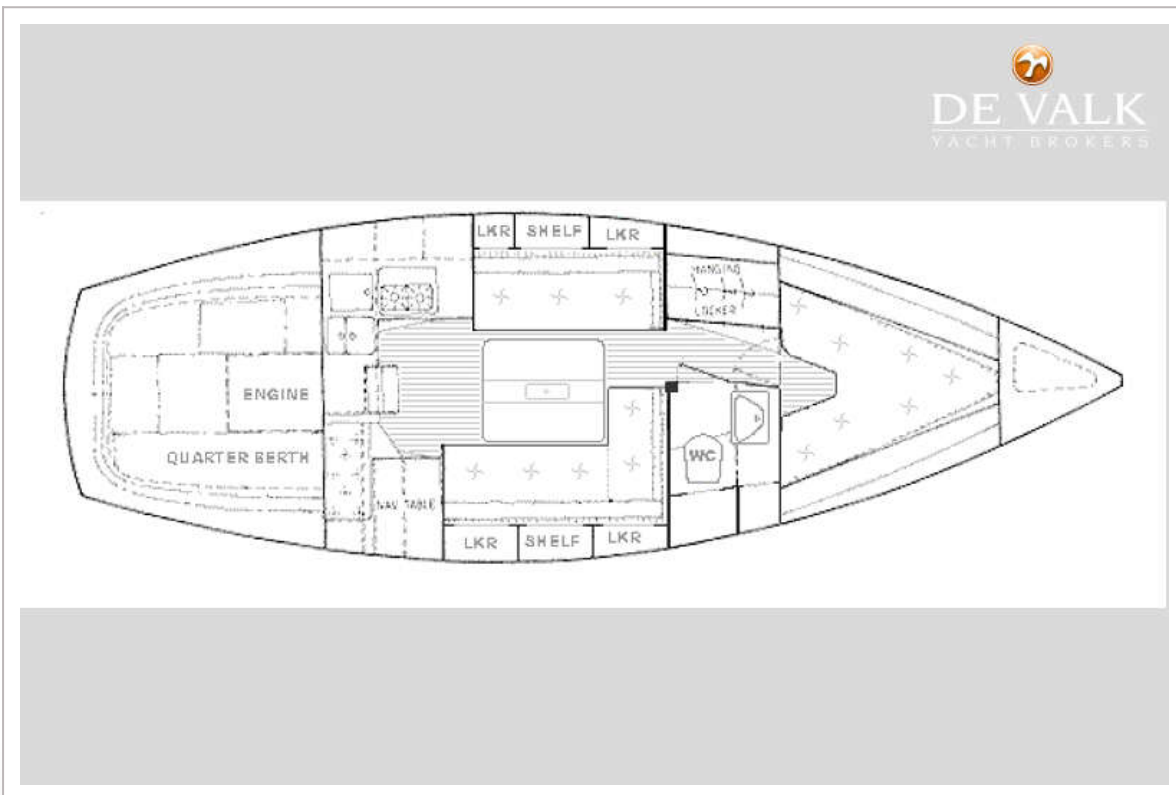 DE VALK
YACHT BROKERS
LKR SHELF LKR
HANGING
LOCKER
ENGINE
QUARTER BERTH
WC
NAV TABLE
LKR SHELF LKR